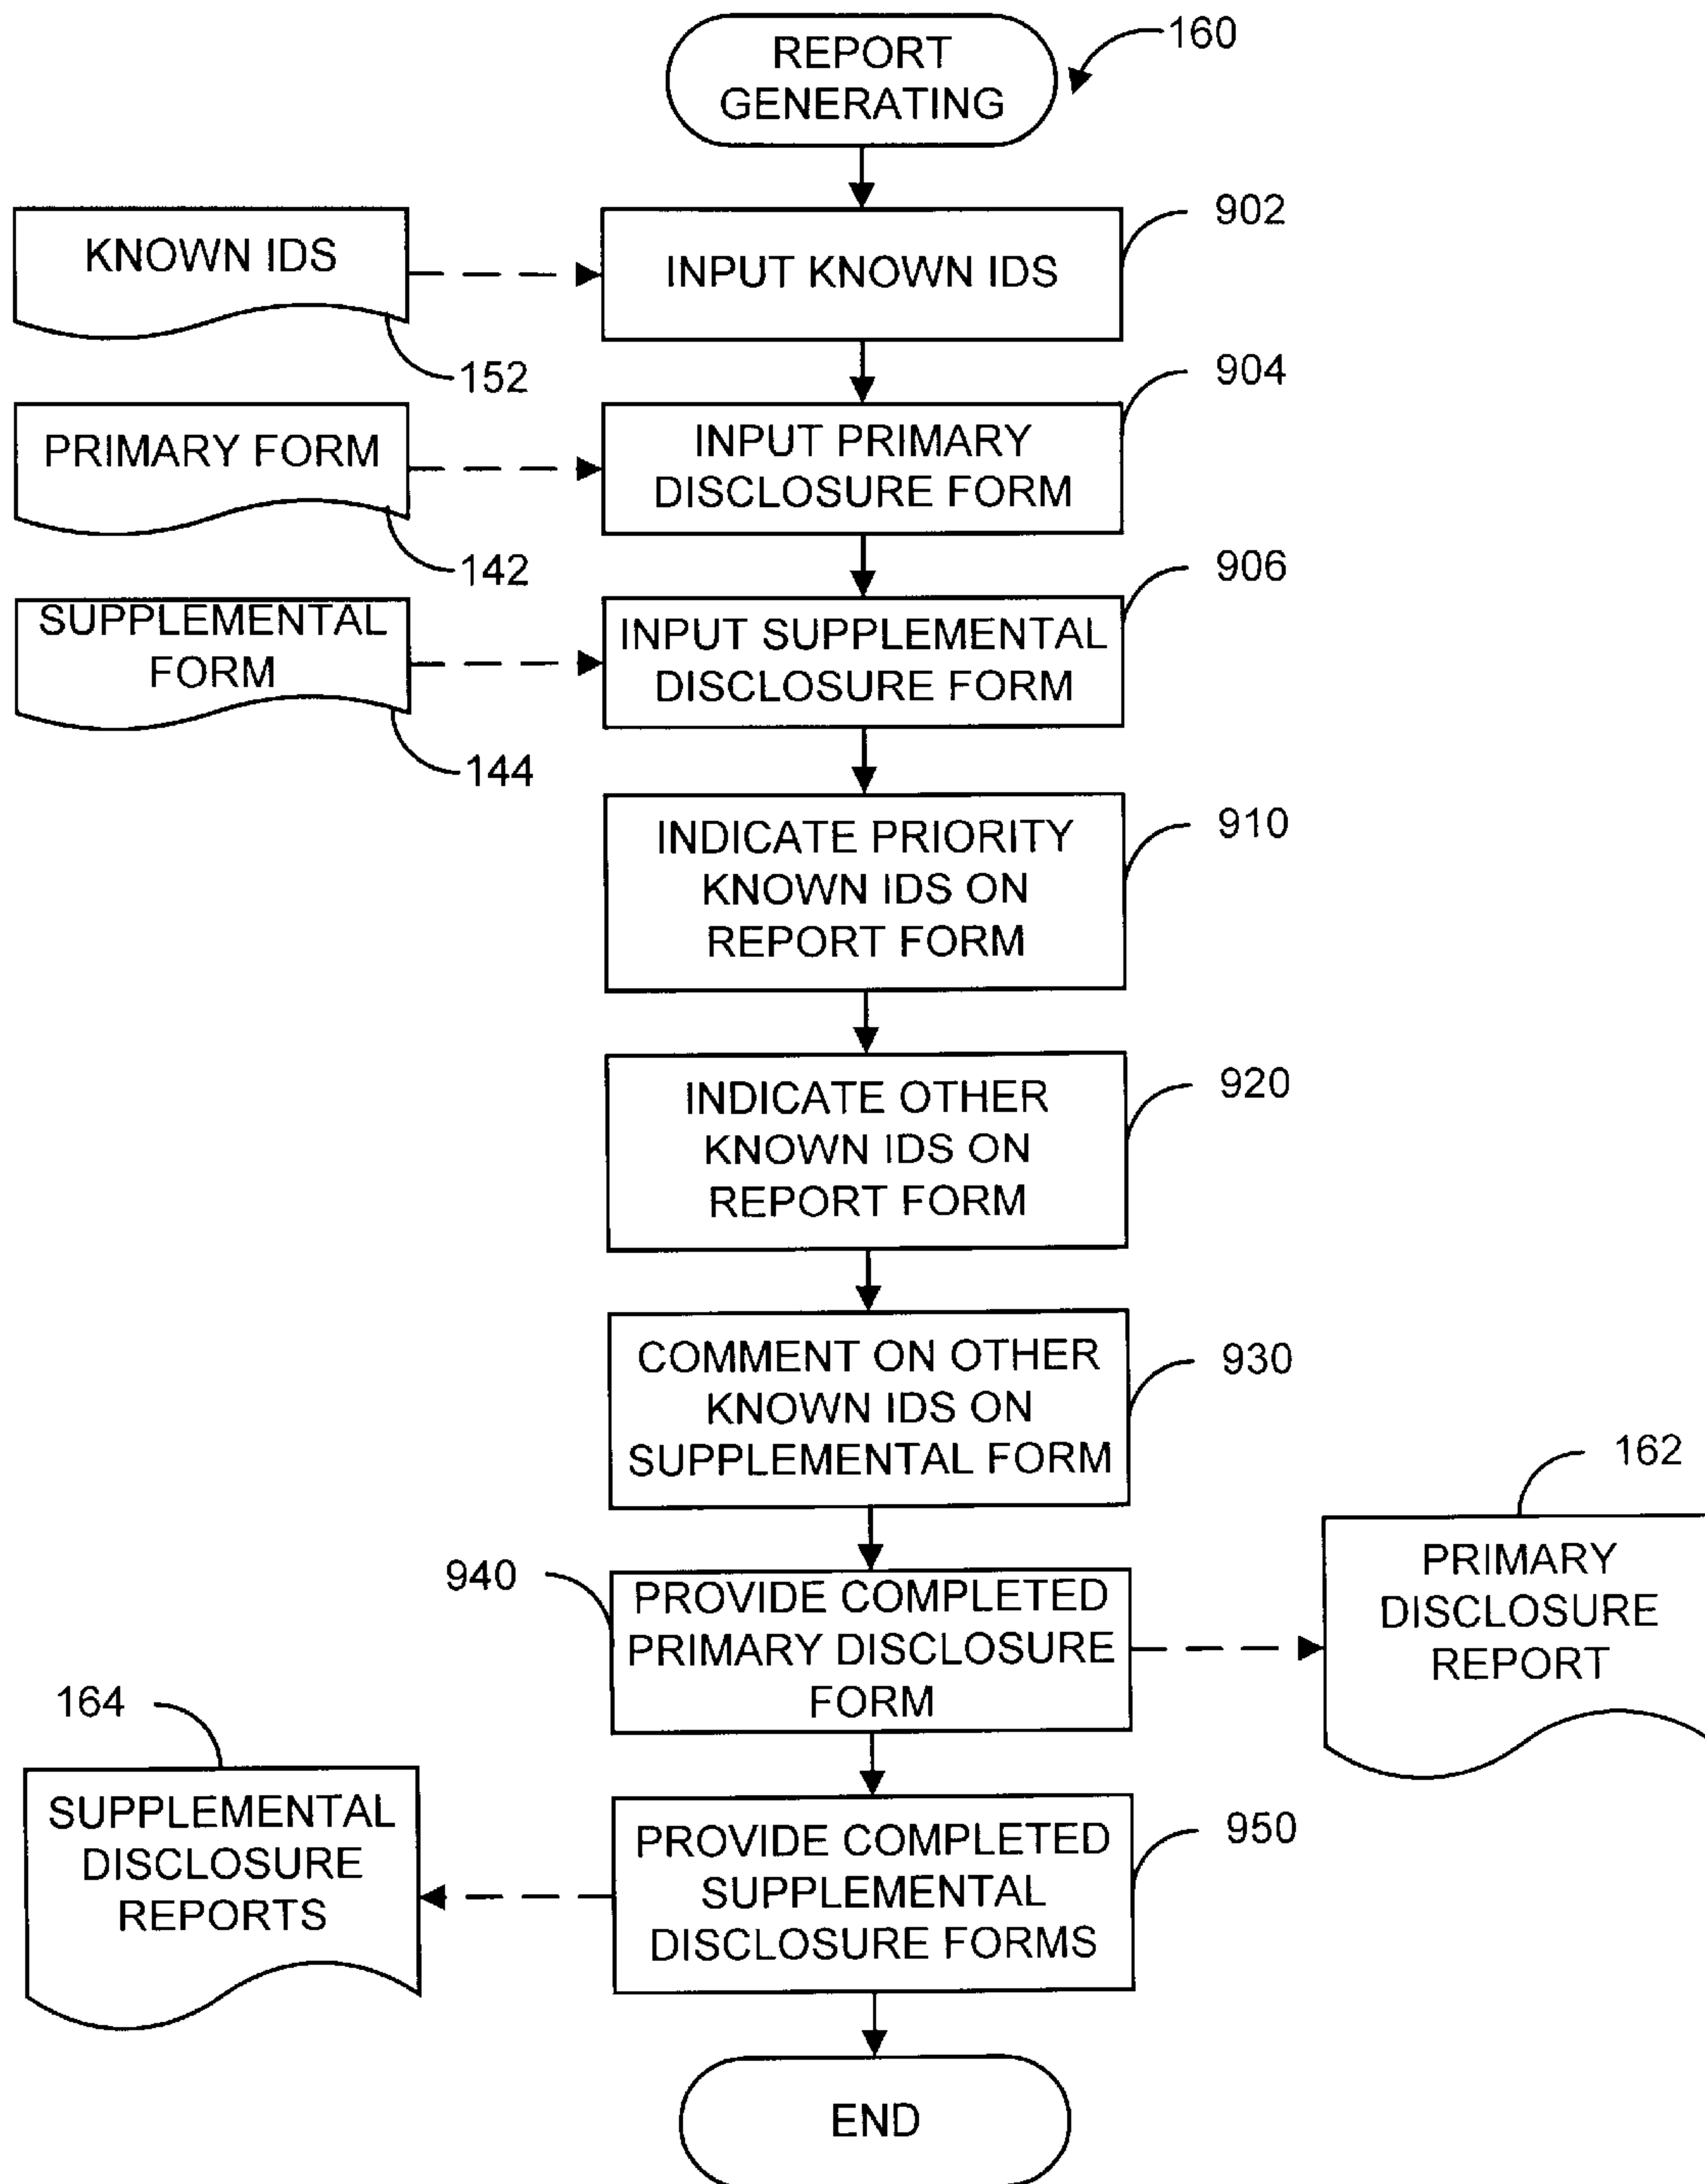 REPORT
GENERATING
160
KNOWN IDS
INPUT KNOWN IDS
902
152
PRIMARY FORM
INPUT PRIMARY
DISCLOSURE FORM
904
142
SUPPLEMENTAL
FORM
INPUT SUPPLEMENTAL
DISCLOSURE FORM
906
144
INDICATE PRIORITY
KNOWN IDS ON
REPORT FORM
910
INDICATE OTHER
KNOWN IDS ON
REPORT FORM
920
COMMENT ON OTHER
KNOWN IDS ON
SUPPLEMENTAL FORM
930
940
PROVIDE COMPLETED
PRIMARY DISCLOSURE
FORM
162
PRIMARY
DISCLOSURE
REPORT
164
SUPPLEMENTAL
DISCLOSURE
REPORTS
PROVIDE COMPLETED
SUPPLEMENTAL
DISCLOSURE FORMS
950
END